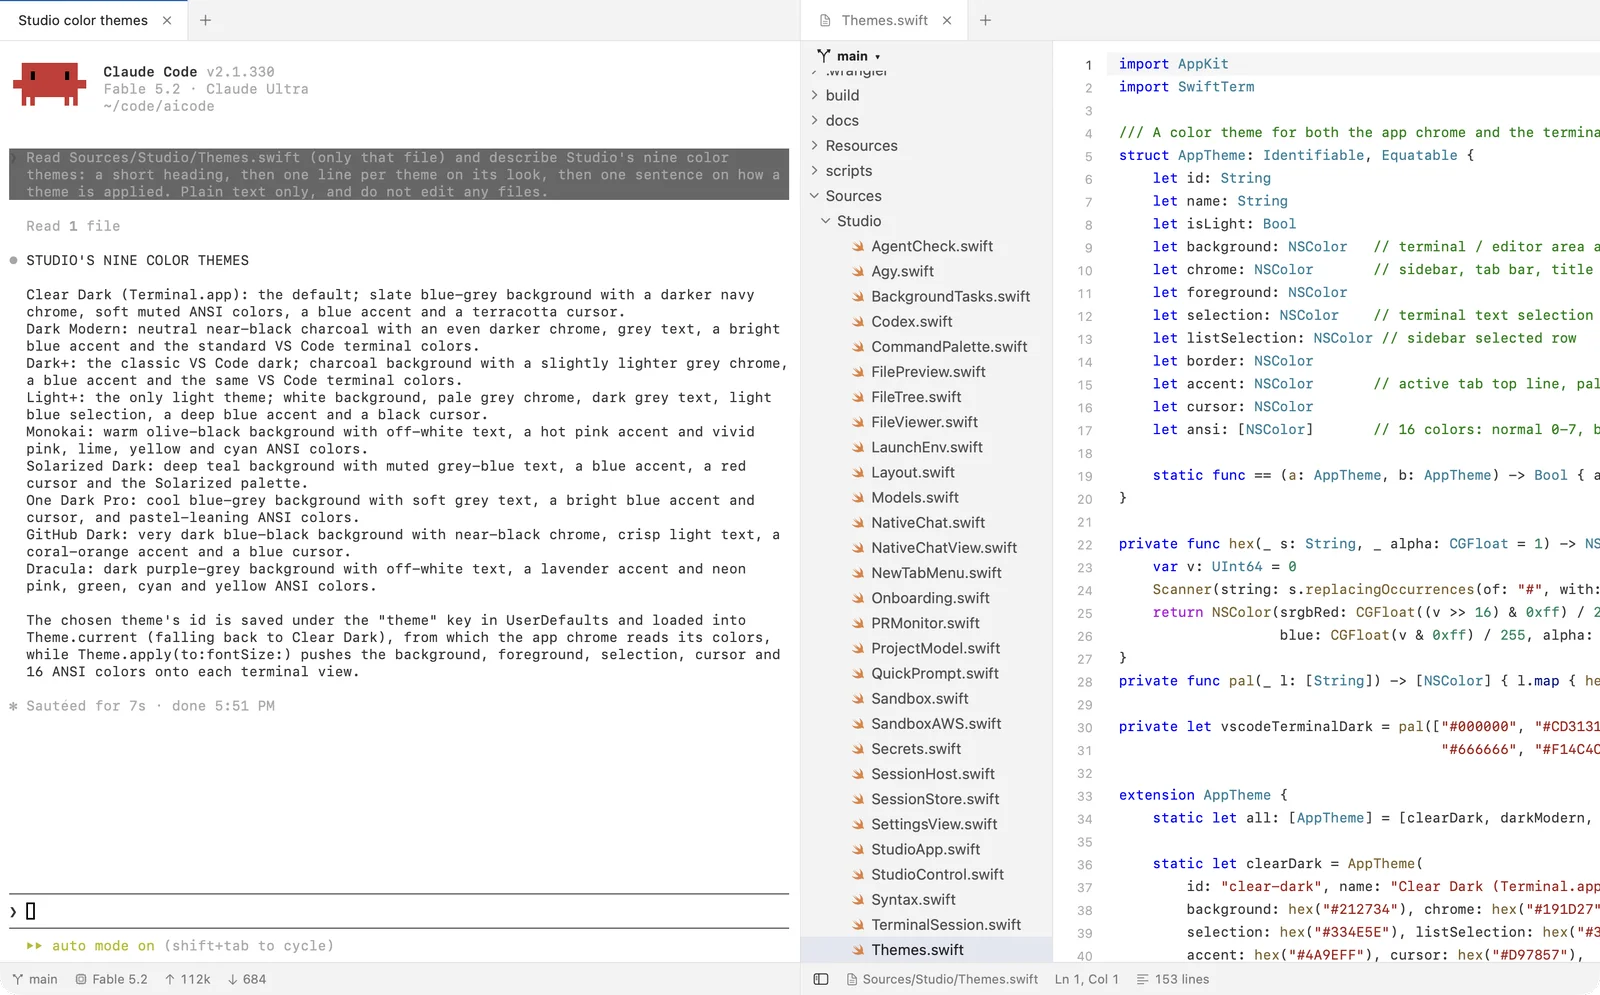 Studio color themes
Themes.swift
Claude Code v2.1.330
Fable 5.2 · Claude Ultra
~/code/aicode
Read Sources/Studio/Themes.swift (only that file) and describe Studio's nine color
themes: a short heading, then one line per theme on its look, then one sentence on how a
theme is applied. Plain text only, and do not edit any files.
Read 1 file
STUDIO'S NINE COLOR THEMES
Clear Dark (Terminal.app): the default; slate blue-grey background with a darker navy
chrome, soft muted ANSI colors, a blue accent and a terracotta cursor.
Dark Modern: neutral near-black charcoal with an even darker chrome, grey text, a bright
blue accent and the standard VS Code terminal colors.
Dark+: the classic VS Code dark; charcoal background with a slightly lighter grey chrome,
a blue accent and the same VS Code terminal colors.
Light+: the only light theme; white background, pale grey chrome, dark grey text, light
blue selection, a deep blue accent and a black cursor.
Monokai: warm olive-black background with off-white text, a hot pink accent and vivid
pink, lime, yellow and cyan ANSI colors.
Solarized Dark: deep teal background with muted grey-blue text, a blue accent, a red
cursor and the Solarized palette.
One Dark Pro: cool blue-grey background with soft grey text, a bright blue accent and
cursor, and pastel-leaning ANSI colors.
GitHub Dark: very dark blue-black background with near-black chrome, crisp light text, a
coral-orange accent and a blue cursor.
Dracula: dark purple-grey background with off-white text, a lavender accent and neon
pink, green, cyan and yellow ANSI colors.
The chosen theme's id is saved under the "theme" key in UserDefaults and loaded into
Theme.current (falling back to Clear Dark), from which the app chrome reads its colors,
while Theme.apply(to:fontSize:) pushes the background, foreground, selection, cursor and
16 ANSI colors onto each terminal view.
✻ Sautéed for 7s · done 5:51 PM
❯
⏵⏵ auto mode on (shift+tab to cycle)
main Fable 5.2 ↑ 112k ↓ 684
main
.wrangler
build
docs
Resources
scripts
Sources
Studio
AgentCheck.swift
Agy.swift
BackgroundTasks.swift
Codex.swift
CommandPalette.swift
FilePreview.swift
FileTree.swift
FileViewer.swift
LaunchEnv.swift
Layout.swift
Models.swift
NativeChat.swift
NativeChatView.swift
NewTabMenu.swift
Onboarding.swift
PRMonitor.swift
ProjectModel.swift
QuickPrompt.swift
Sandbox.swift
SandboxAWS.swift
Secrets.swift
SessionHost.swift
SessionStore.swift
SettingsView.swift
StudioApp.swift
StudioControl.swift
Syntax.swift
TerminalSession.swift
Themes.swift
1 import AppKit
2 import SwiftTerm
3
4 /// A color theme for both the app chrome and the termina
5 struct AppTheme: Identifiable, Equatable {
6 let id: String
7 let name: String
8 let isLight: Bool
9 let background: NSColor // terminal / editor area a
10 let chrome: NSColor // sidebar, tab bar, title
11 let foreground: NSColor
12 let selection: NSColor // terminal text selection
13 let listSelection: NSColor // sidebar selected row
14 let border: NSColor
15 let accent: NSColor // active tab top line, pal
16 let cursor: NSColor
17 let ansi: [NSColor] // 16 colors: normal 0-7, b
18
19 static func == (a: AppTheme, b: AppTheme) -> Bool { a
20 }
21
22 private func hex(_ s: String, _ alpha: CGFloat = 1) -> NS
23 var v: UInt64 = 0
24 Scanner(string: s.replacingOccurrences(of: "#", with:
25 return NSColor(srgbRed: CGFloat((v >> 16) & 0xff) / 2
26 blue: CGFloat(v & 0xff) / 255, alpha:
27 }
28 private func pal(_ l: [String]) -> [NSColor] { l.map { he
29
30 private let vscodeTerminalDark = pal(["#000000", "#CD3131
31 "#666666", "#F14C4C
32
33 extension AppTheme {
34 static let all: [AppTheme] = [clearDark, darkModern,
35
36 static let clearDark = AppTheme(
37 id: "clear-dark", name: "Clear Dark (Terminal.app
38 background: hex("#212734"), chrome: hex("#191D27"
39 selection: hex("#334E5E"), listSelection: hex("#3
40 accent: hex("#4A9EFF"), cursor: hex("#D97857"),
Sources/Studio/Themes.swift Ln 1, Col 1 153 lines